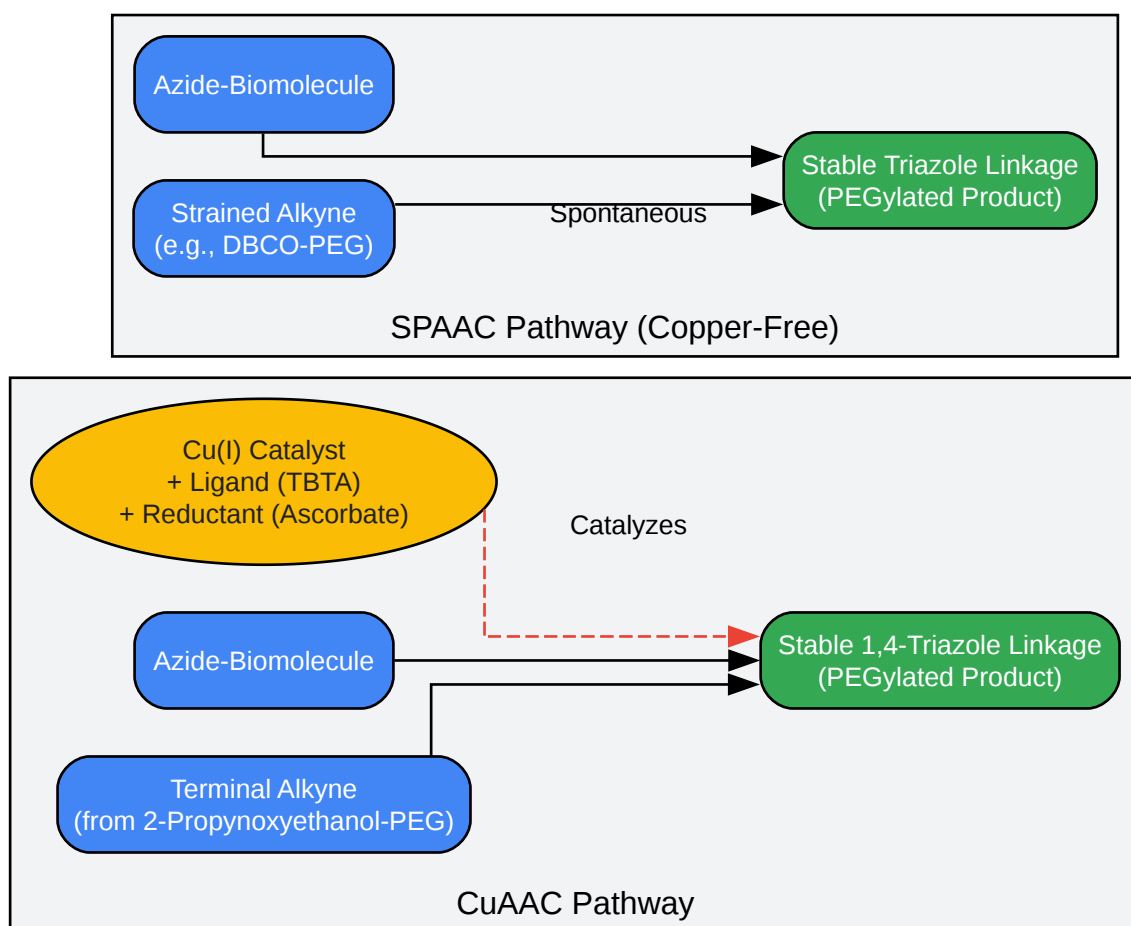 Azide-Biomolecule
Strained Alkyne
(e.g., DBCO-PEG)
Spontaneous
Stable Triazole Linkage
(PEGylated Product)
SPAAC Pathway (Copper-Free)
Cu(I) Catalyst
+ Ligand (TBTA)
+ Reductant (Ascorbate)
Catalyzes
Azide-Biomolecule
Stable 1,4-Triazole Linkage
(PEGylated Product)
Terminal Alkyne
(from 2-Propynoxyethanol-PEG)
CuAAC Pathway